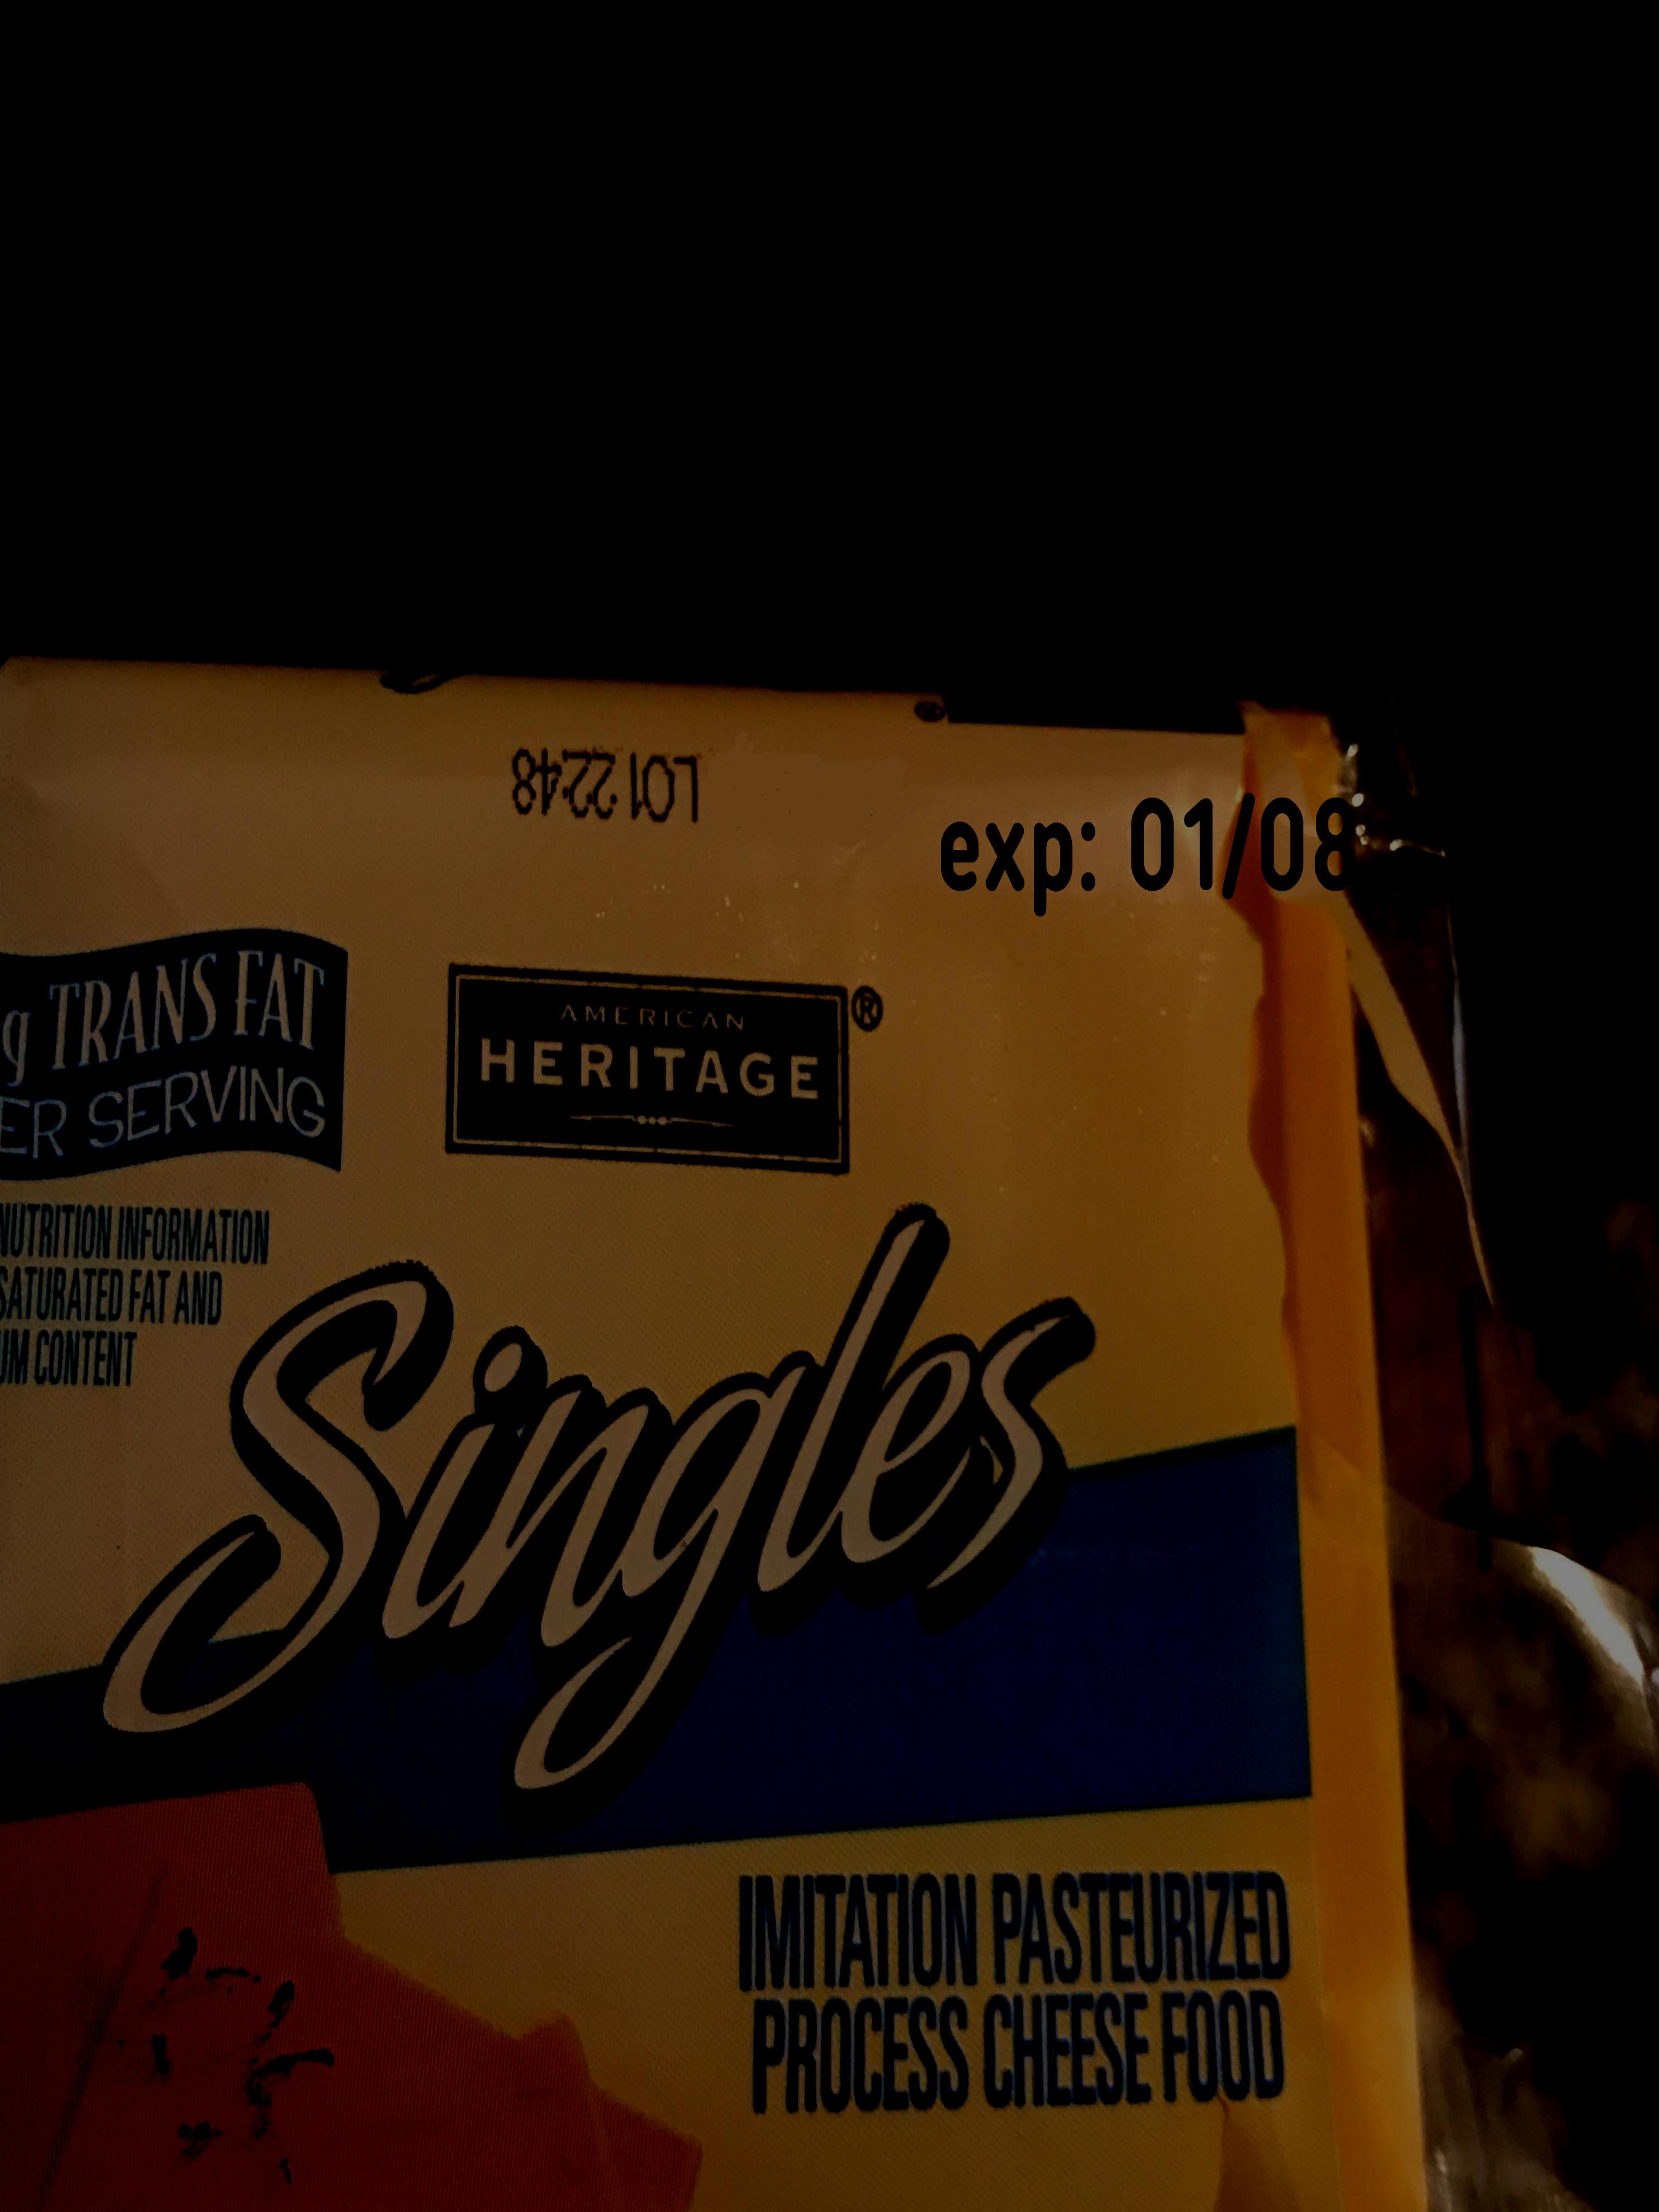 L01 22:48
exp: 01/08
g TRANS FAT
ER SERVING
AMERICAN
HERITAGE
®
NUTRITION INFORMATION
SATURATED FAT AND
UM CONTENT
Singles
IMITATION PASTEURIZED
PROCESS CHEESE FOOD